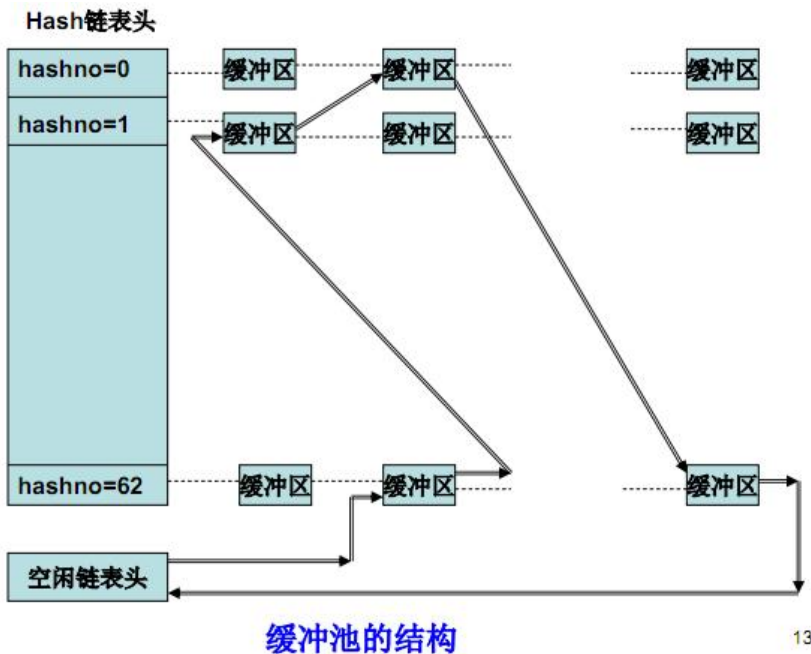 Hash链表头
hashno=0
缓冲区
缓冲区
缓冲区
hashno=1
缓冲区
缓冲区
缓冲区
hashno=62
缓冲区
缓冲区
缓冲区
空闲链表头
缓冲池的结构
13